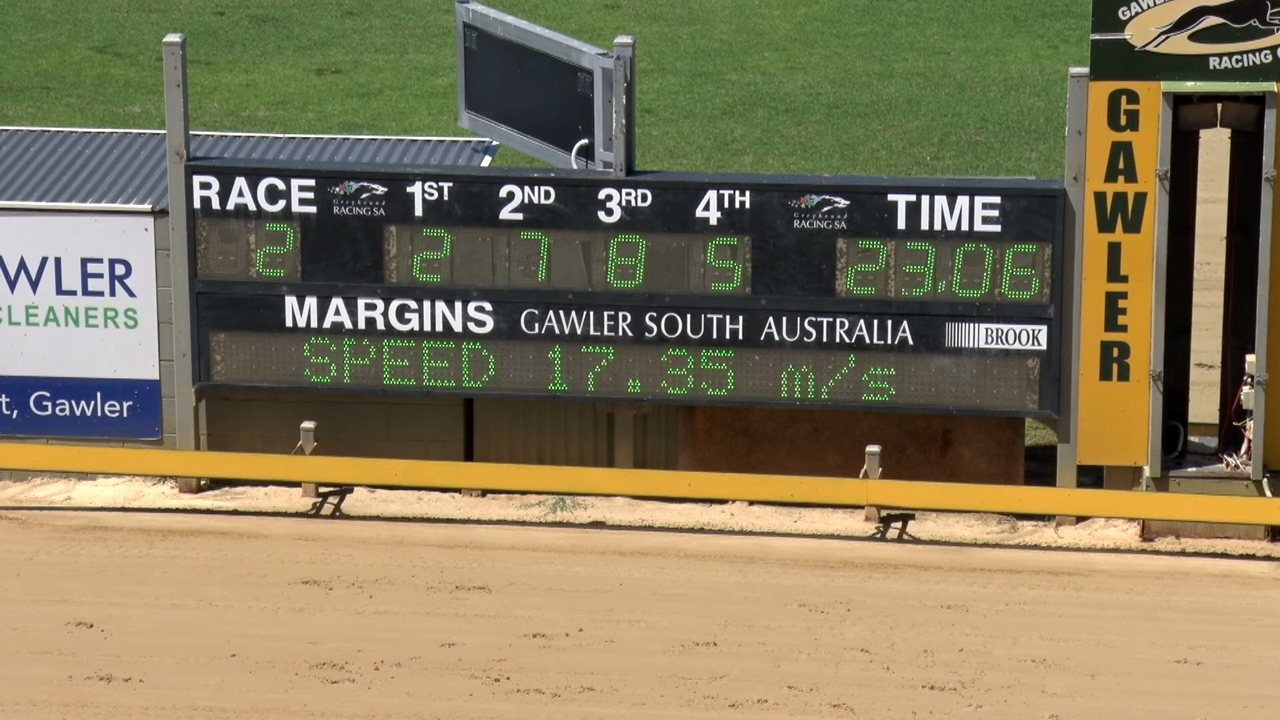 GAWLER
RACING
RACE 1ST 2ND 3RD 4TH TIME
Greyhound RACING SA
Greyhound RACING SA
2 2 7 8 5 23.06
MARGINS GAWLER SOUTH AUSTRALIA BROOK
SPEED 17.35 m/s
WLER
CLEANERS
t, Gawler